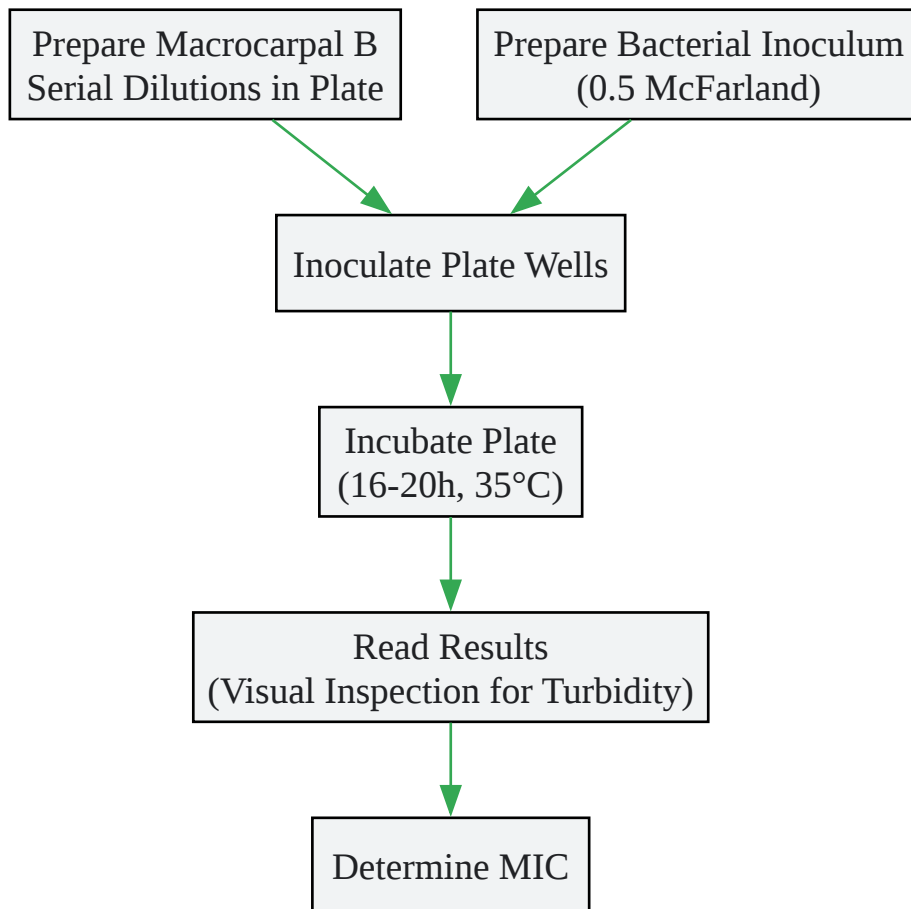 Prepare Macrocarpal B
Serial Dilutions in Plate
Prepare Bacterial Inoculum
(0.5 McFarland)
Inoculate Plate Wells
Incubate Plate
(16-20h, 35°C)
Read Results
(Visual Inspection for Turbidity)
Determine MIC